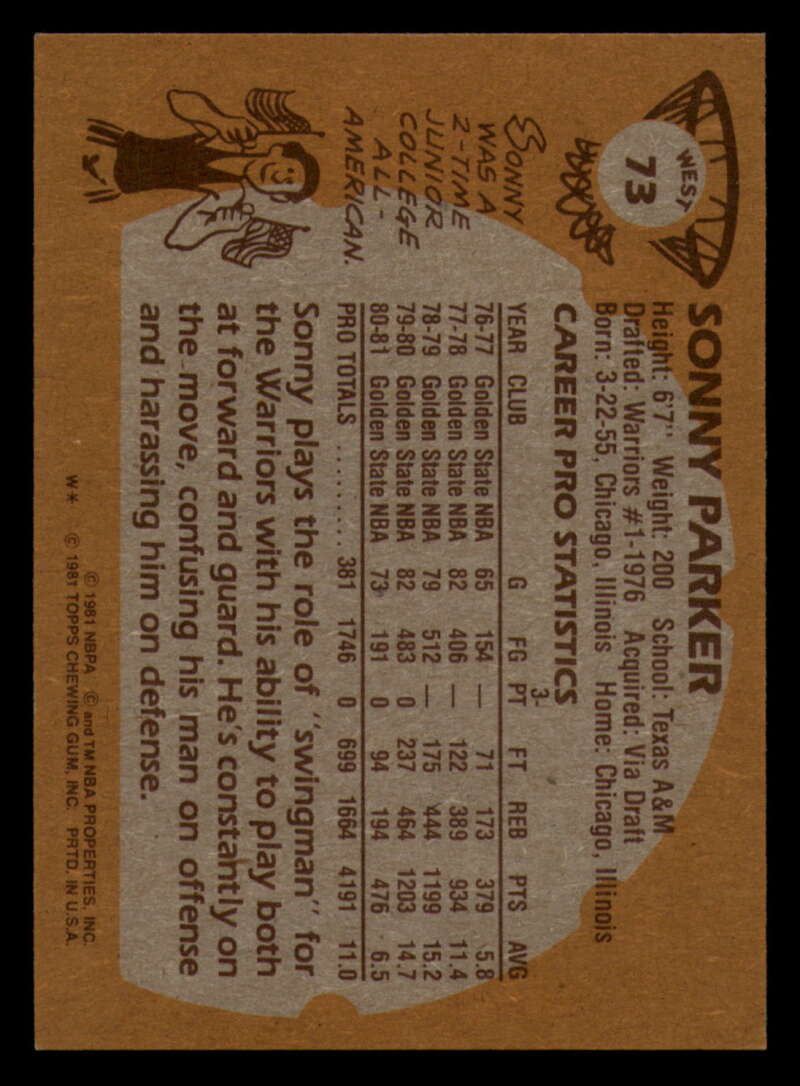 WEST
73
SONNY PARKER
Height: 6'7" Weight: 200 School: Texas A&M
Drafted: Warriors #1-1976 Acquired: Via Draft
Born: 3-22-55, Chicago, Illinois Home: Chicago, Illinois
CAREER PRO STATISTICS
3-
YEAR CLUB G FG PT FT REB PTS AVG
76-77 Golden State NBA 65 154 — 71 173 379 5.8
77-78 Golden State NBA 82 406 — 122 389 934 11.4
78-79 Golden State NBA 79 512 — 175 444 1199 15.2
79-80 Golden State NBA 82 483 0 237 464 1203 14.7
80-81 Golden State NBA 73 191 0 94 194 476 6.5
PRO TOTALS .......... 381 1746 0 699 1664 4191 11.0
SONNY
WAS A
2-TIME
JUNIOR
COLLEGE
ALL-
AMERICAN.
Sonny plays the role of "swingman" for
the Warriors with his ability to play both
at forward and guard. He's constantly on
the move, confusing his man on offense
and harassing him on defense.
© 1981 NBPA © and TM NBA PROPERTIES, INC.
W* © 1981 TOPPS CHEWING GUM, INC. PRTD. IN U.S.A.